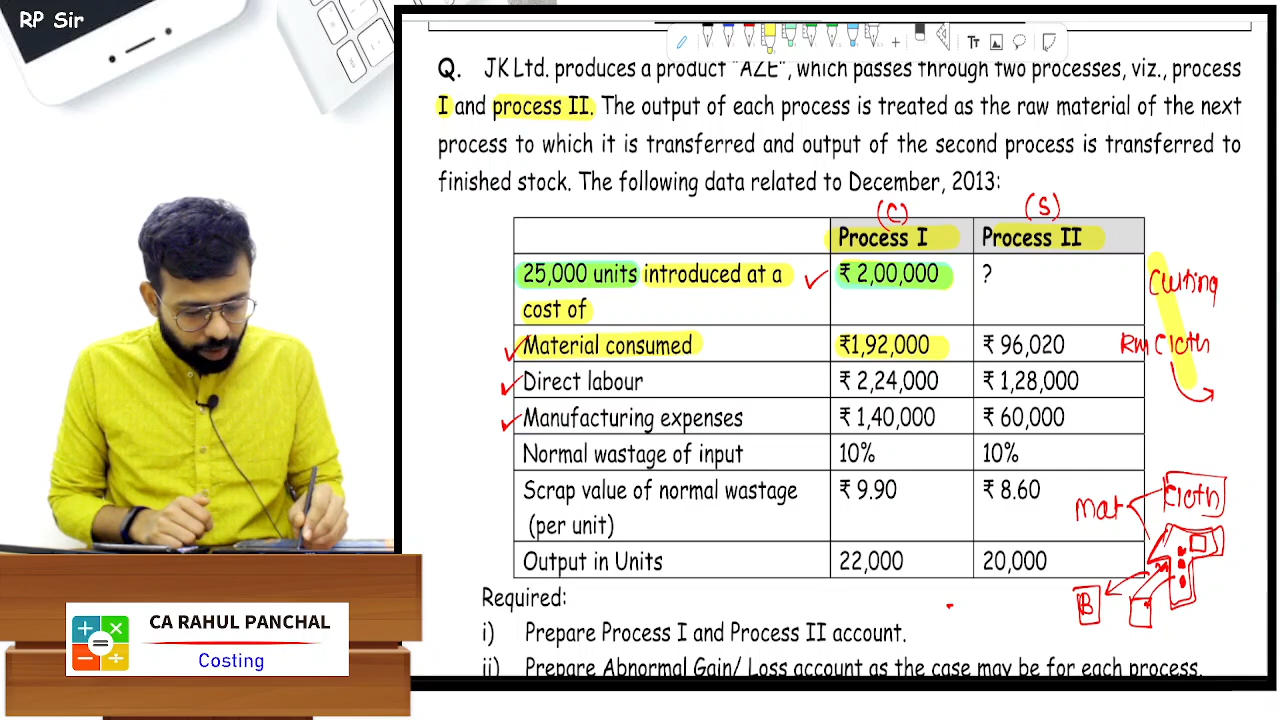 RP Sir
Q. JK Ltd. produces a product "AZE", which passes through two processes, viz., process
I and process II. The output of each process is treated as the raw material of the next
process to which it is transferred and output of the second process is transferred to
finished stock. The following data related to December, 2013:
(C) (S)
Process I Process II
25,000 units introduced at a ₹ 2,00,000 ?
cost of
Material consumed ₹1,92,000 ₹ 96,020
Direct labour ₹ 2,24,000 ₹ 1,28,000
Manufacturing expenses ₹ 1,40,000 ₹ 60,000
Normal wastage of input 10% 10%
Scrap value of normal wastage ₹ 9.90 ₹ 8.60
(per unit)
Output in Units 22,000 20,000
Cutting
RM Cloth
Mat Cloth
B
Required:
i) Prepare Process I and Process II account.
ii) Prepare Abnormal Gain/ Loss account as the case may be for each process.
TT
CA RAHUL PANCHAL
Costing